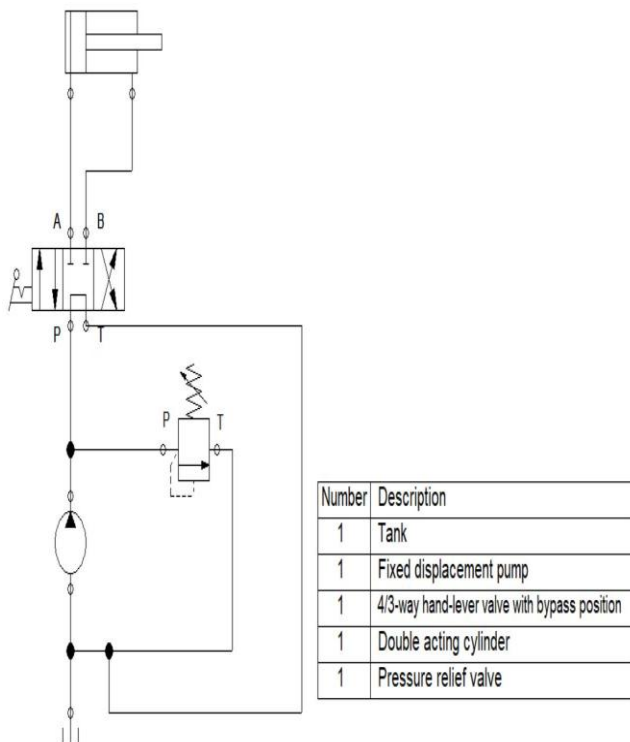 A B
P T
P T
Number Description
1 Tank
1 Fixed displacement pump
1 4/3-way hand-lever valve with bypass position
1 Double acting cylinder
1 Pressure relief valve